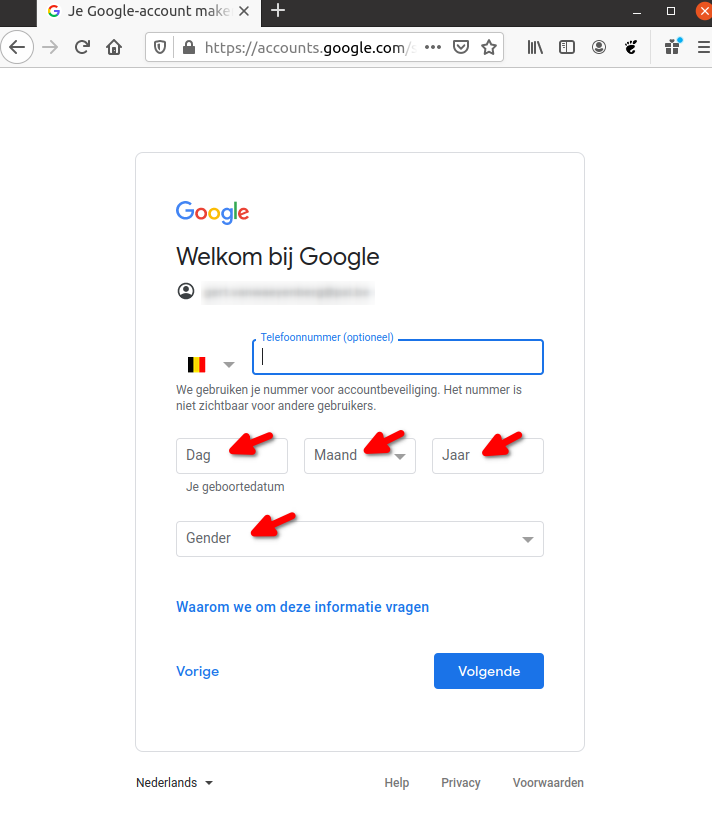 Je Google-account make
https://accounts.google.com/
Google
Welkom bij Google
Telefoonnummer (optioneel)
We gebruiken je nummer voor accountbeveiliging. Het nummer is
niet zichtbaar voor andere gebruikers.
Dag Maand Jaar
Je geboortedatum
Gender
Waarom we om deze informatie vragen
Vorige Volgende
Nederlands Help Privacy Voorwaarden